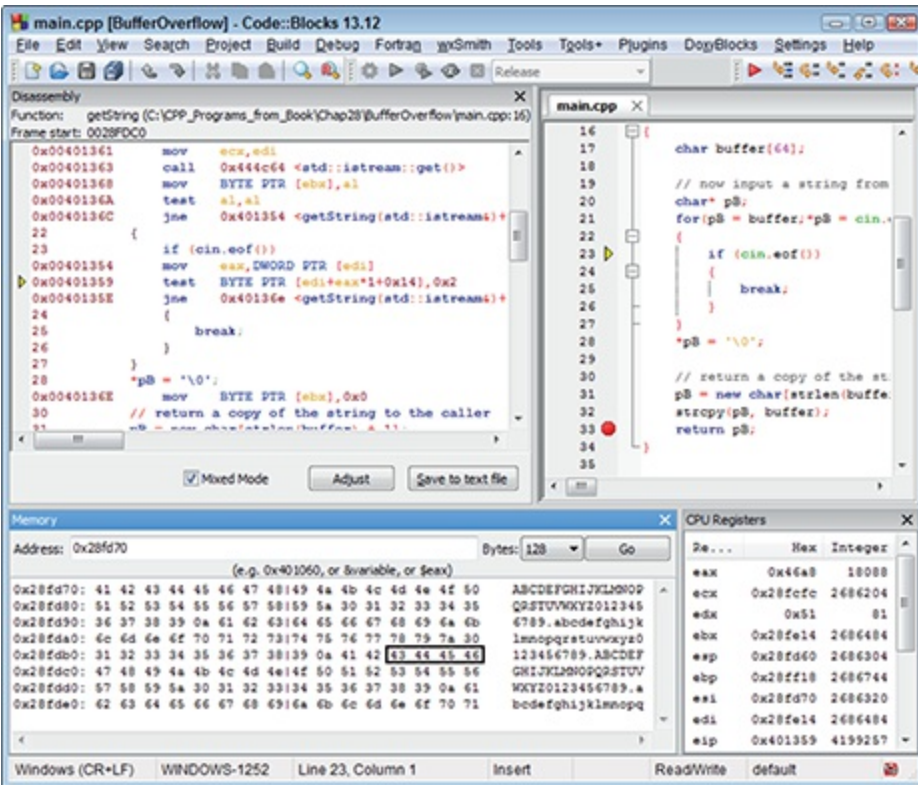 main.cpp [BufferOverflow] - Code::Blocks 13.12
File Edit View Search Project Build Debug Fortran wxSmith Tools Tools+ Plugins DoxyBlocks Settings Help
Release
Disassembly
Function: getString (C:\CPP_Programs_from_Book\Chap28\BufferOverflow\main.cpp:16)
Frame start: 0028FDC0
0x00401361 mov ecx,edi
0x00401363 call 0x444c64 <std::istream::get()>
0x00401368 mov BYTE PTR [ebx],al
0x0040136A test al,al
0x0040136C jne 0x401354 <getString(std::istream&)+
22 {
23 if (cin.eof())
0x00401354 mov eax,DWORD PTR [edi]
0x00401359 test BYTE PTR [edi+eax*1+0x14],0x2
0x0040135E jne 0x40136e <getString(std::istream&)+
24 {
25 break;
26 }
27 }
28 *pB = '\0';
0x0040136E mov BYTE PTR [ebx],0x0
30 // return a copy of the string to the caller
31 pB = new char[strlen(buffer) + 1];
Mixed Mode Adjust Save to text file
main.cpp
16 {
17 char buffer[64];
18
19 // now input a string from
20 char* pB;
21 for(pB = buffer;*pB = cin.
22 {
23 if (cin.eof())
24 {
25 break;
26 }
27 }
28 *pB = '\0';
29
30 // return a copy of the st
31 pB = new char[strlen(buffe
32 strcpy(pB, buffer);
33 return pB;
34 }
35
Memory
Address: 0x28fd70 Bytes: 128 Go
(e.g. 0x401060, or &variable, or $eax)
0x28fd70: 41 42 43 44 45 46 47 48|49 4a 4b 4c 4d 4e 4f 50 ABCDEFGHIJKLMNOP
0x28fd80: 51 52 53 54 55 56 57 58|59 5a 30 31 32 33 34 35 QRSTUVWXYZ012345
0x28fd90: 36 37 38 39 0a 61 62 63|64 65 66 67 68 69 6a 6b 6789.abcdefghijk
0x28fda0: 6c 6d 6e 6f 70 71 72 73|74 75 76 77 78 79 7a 30 lmnopqrstuvwxyz0
0x28fdb0: 31 32 33 34 35 36 37 38|39 0a 41 42 43 44 45 46 123456789.ABCDEF
0x28fdc0: 47 48 49 4a 4b 4c 4d 4e|4f 50 51 52 53 54 55 56 GHIJKLMNOPQRSTUV
0x28fdd0: 57 58 59 5a 30 31 32 33|34 35 36 37 38 39 0a 61 WXYZ0123456789.a
0x28fde0: 62 63 64 65 66 67 68 69|6a 6b 6c 6d 6e 6f 70 71 bcdefghijklmnopq
CPU Registers
Re... Hex Integer
eax 0x46a8 18088
ecx 0x28fcfc 2686204
edx 0x51 81
ebx 0x28fe14 2686484
esp 0x28fd60 2686304
ebp 0x28ff18 2686744
esi 0x28fd70 2686320
edi 0x28fe14 2686484
eip 0x401359 4199257
Windows (CR+LF) WINDOWS-1252 Line 23, Column 1 Insert Read/Write default